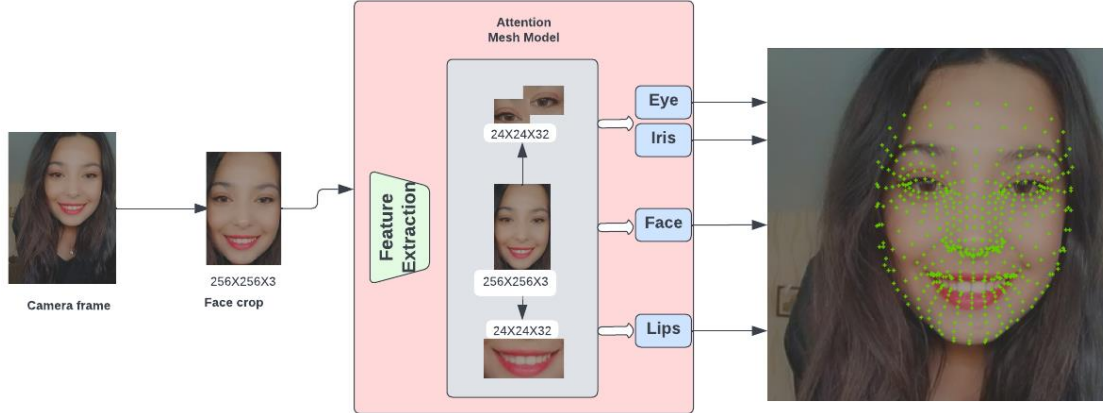 Attention
Mesh Model
Eye
24X24X32
Iris
Feature
Extraction
Face
256X256X3
256X256X3
Camera frame
Face crop
24X24X32
Lips